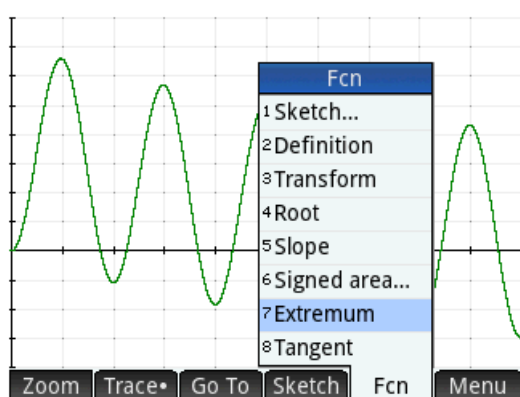 Fcn
1 Sketch...
2 Definition
3 Transform
4 Root
5 Slope
6 Signed area...
7 Extremum
8 Tangent
Zoom Trace• Go To Sketch Fcn Menu